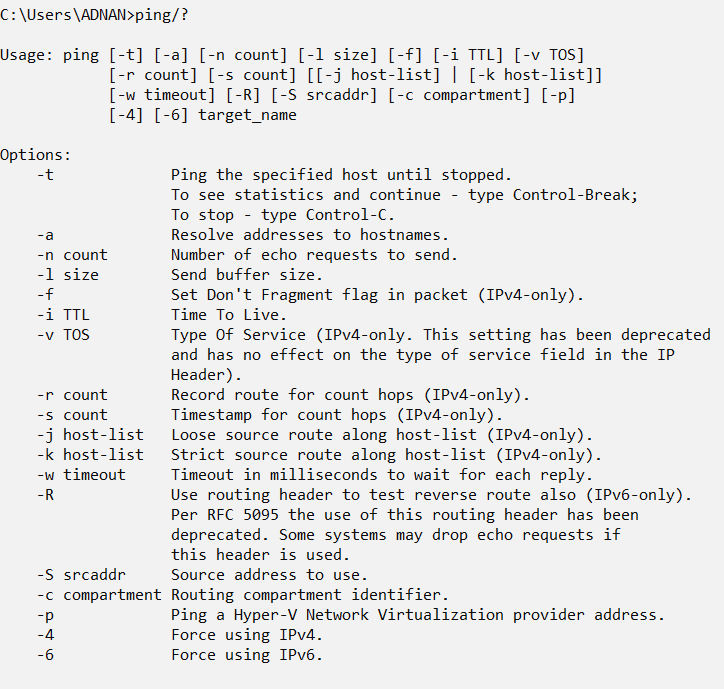 C:\Users\ADNAN>ping/?
Usage: ping [-t] [-a] [-n count] [-l size] [-f] [-i TTL] [-v TOS]
            [-r count] [-s count] [[-j host-list] | [-k host-list]]
            [-w timeout] [-R] [-S srcaddr] [-c compartment] [-p]
            [-4] [-6] target_name
Options:
    -t             Ping the specified host until stopped.
                   To see statistics and continue - type Control-Break;
                   To stop - type Control-C.
    -a             Resolve addresses to hostnames.
    -n count       Number of echo requests to send.
    -l size        Send buffer size.
    -f             Set Don't Fragment flag in packet (IPv4-only).
    -i TTL         Time To Live.
    -v TOS         Type Of Service (IPv4-only. This setting has been deprecated
                   and has no effect on the type of service field in the IP
                   Header).
    -r count       Record route for count hops (IPv4-only).
    -s count       Timestamp for count hops (IPv4-only).
    -j host-list   Loose source route along host-list (IPv4-only).
    -k host-list   Strict source route along host-list (IPv4-only).
    -w timeout     Timeout in milliseconds to wait for each reply.
    -R             Use routing header to test reverse route also (IPv6-only).
                   Per RFC 5095 the use of this routing header has been
                   deprecated. Some systems may drop echo requests if
                   this header is used.
    -S srcaddr     Source address to use.
    -c compartment Routing compartment identifier.
    -p             Ping a Hyper-V Network Virtualization provider address.
    -4             Force using IPv4.
    -6             Force using IPv6.